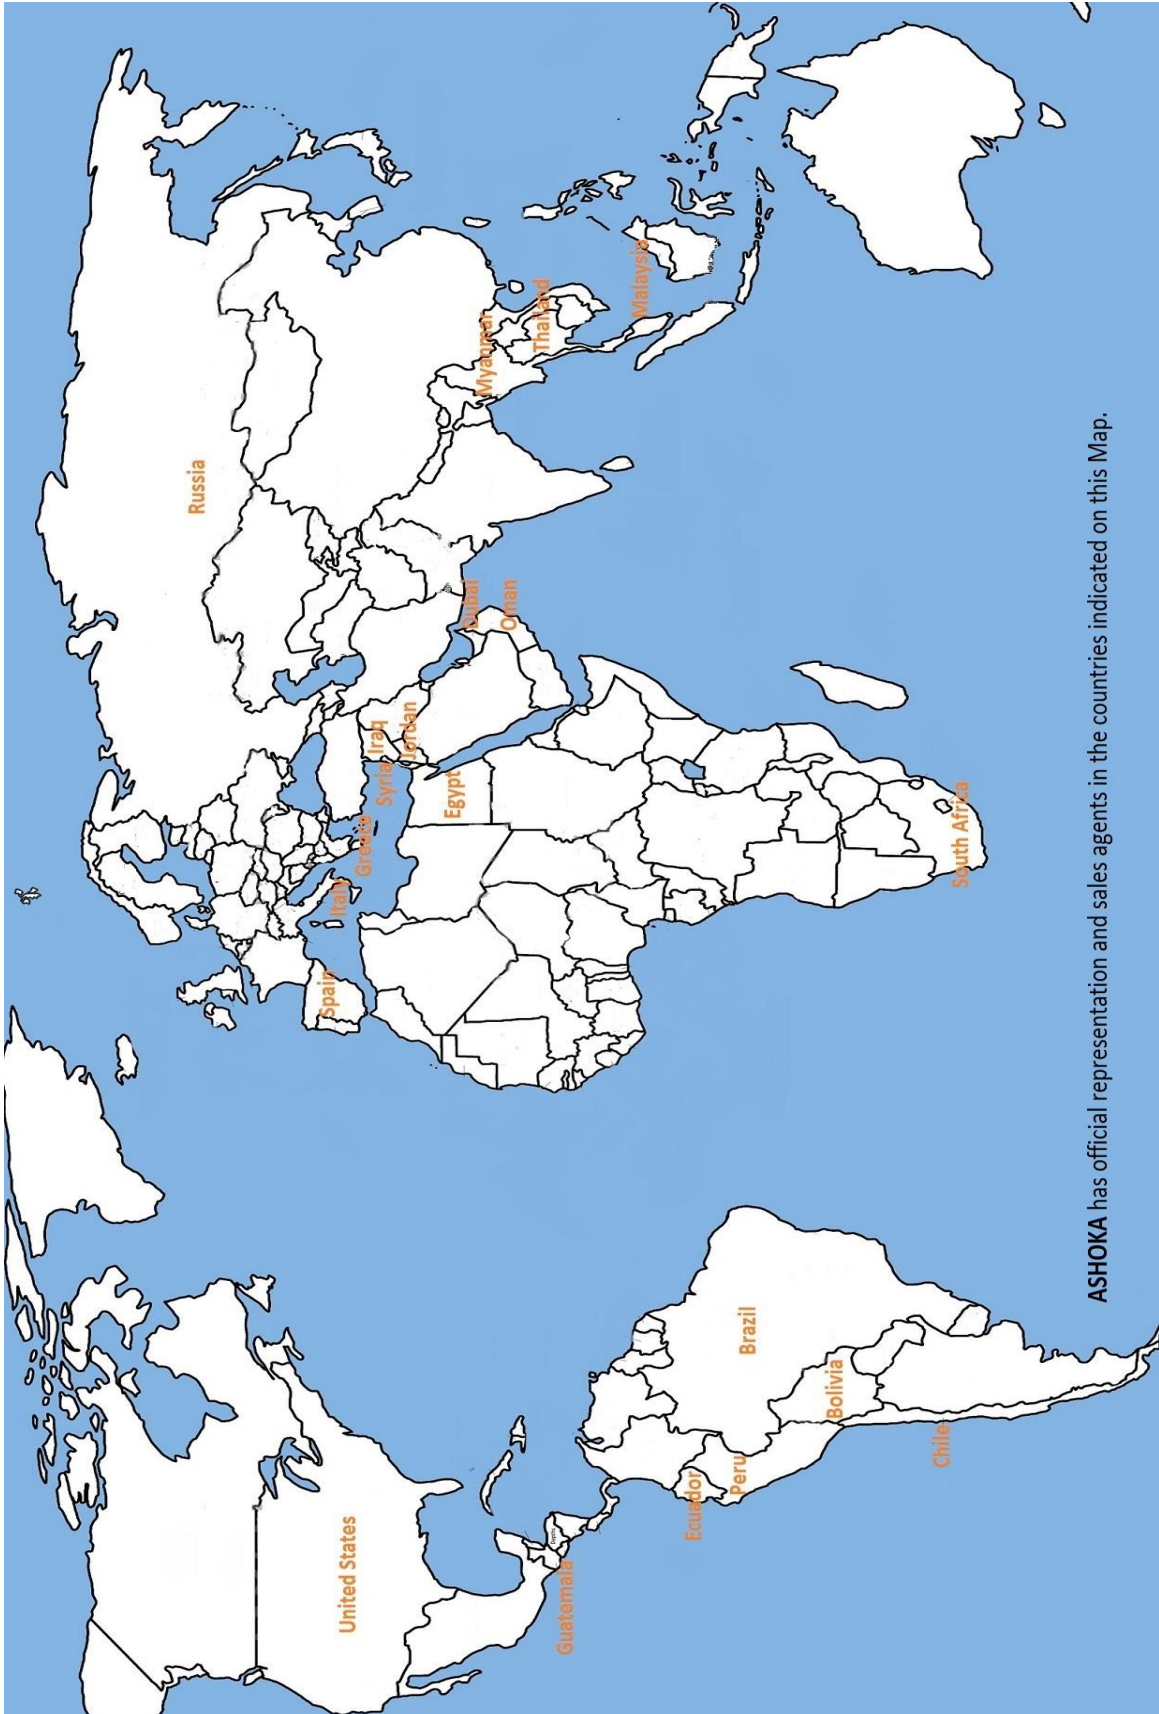 Russia
United States
Spain
Italy
Greece
Syria
Iraq
Jordan
Egypt
Dubai
Oman
Myanmar
Thailand
Malaysia
Guatemala
Ecuador
Peru
Brazil
Bolivia
Chile
South Africa
ASHOKA has official representation and sales agents in the countries indicated on this Map.